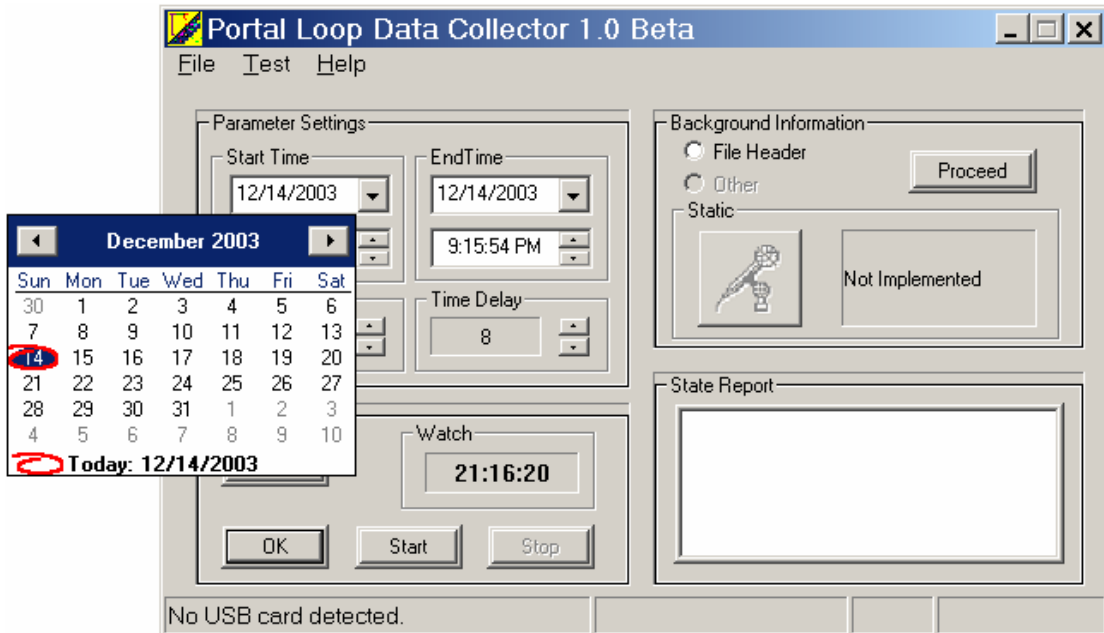 Portal Loop Data Collector 1.0 Beta
File Test Help
Parameter Settings
Start Time
12/14/2003
EndTime
12/14/2003
9:15:54 PM
Time Delay
8
December 2003
Sun Mon Tue Wed Thu Fri Sat
30 1 2 3 4 5 6
7 8 9 10 11 12 13
14 15 16 17 18 19 20
21 22 23 24 25 26 27
28 29 30 31 1 2 3
4 5 6 7 8 9 10
Today: 12/14/2003
Watch
21:16:20
OK Start Stop
Background Information
File Header
Other
Proceed
Static
Not Implemented
State Report
No USB card detected.